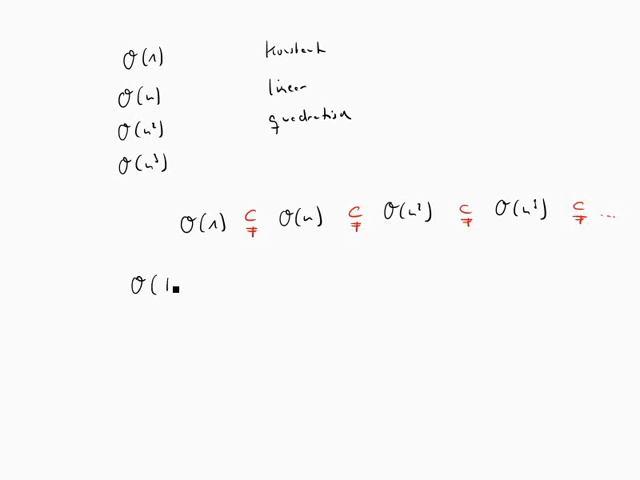 O(1) Konstant
O(n) linear
O(n²) quadratisch
O(n³)
O(1) ⊊ O(n) ⊊ O(n²) ⊊ O(n³) ⊊ ...
O(l